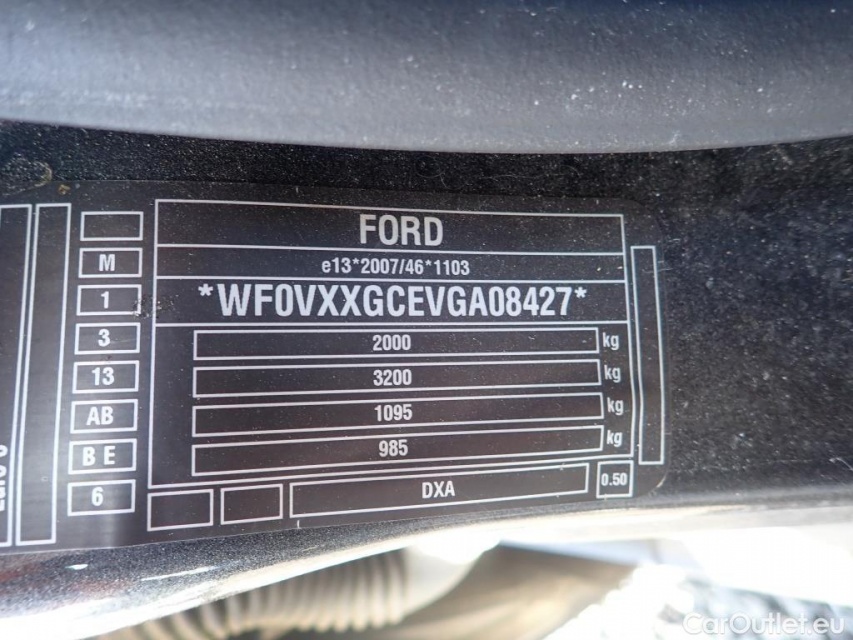 FORD
e13*2007/46*1103
*WF0VXXGCEVGA08427*
2000 kg
3200 kg
1095 kg
985 kg
DXA 0.50
M
1
3
13
AB
B E
6
CarOutlet.eu